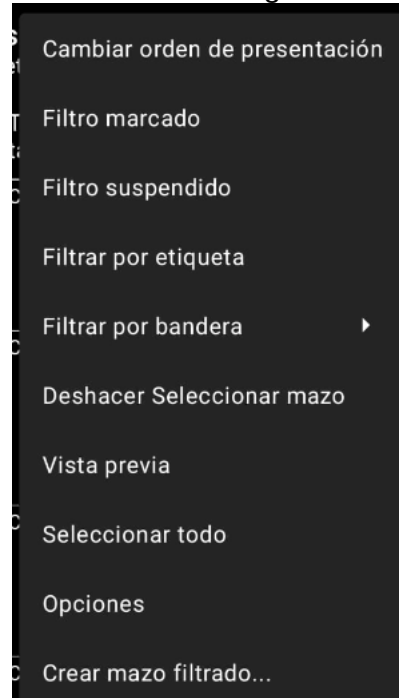 Cambiar orden de presentación
Filtro marcado
Filtro suspendido
Filtrar por etiqueta
Filtrar por bandera
Deshacer Seleccionar mazo
Vista previa
Seleccionar todo
Opciones
Crear mazo filtrado...